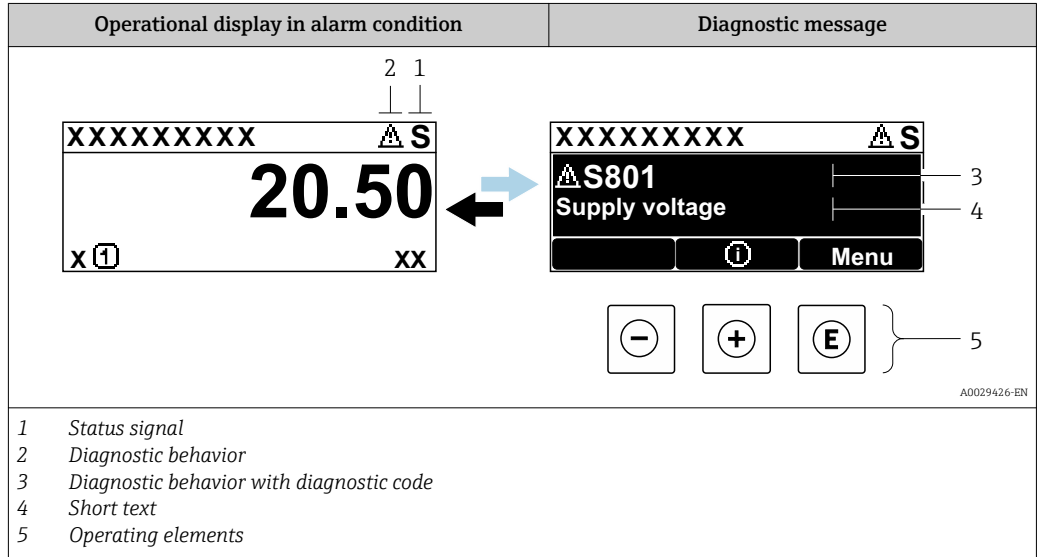 Operational display in alarm condition
Diagnostic message
2 1
XXXXXXXXX S
20.50
X 1 XX
XXXXXXXXX S
S801
3
Supply voltage
4
i Menu
- + E
5
A0029426-EN
1 Status signal
2 Diagnostic behavior
3 Diagnostic behavior with diagnostic code
4 Short text
5 Operating elements